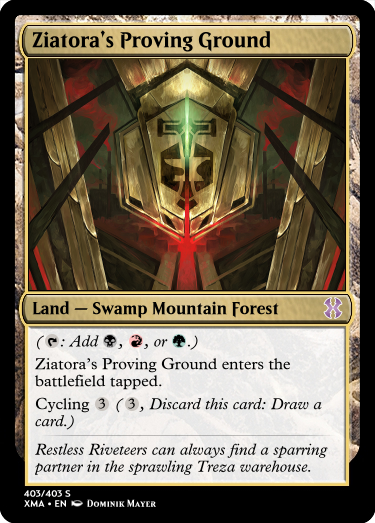 Ziatora's Proving Ground
Land — Swamp Mountain Forest
( : Add , , or .)
Ziatora's Proving Ground enters the
battlefield tapped.
Cycling 3 ( 3, Discard this card: Draw a
card.)
Restless Riveteers can always find a sparring
partner in the sprawling Treza warehouse.
403/403 S
XMA • EN Dominik Mayer